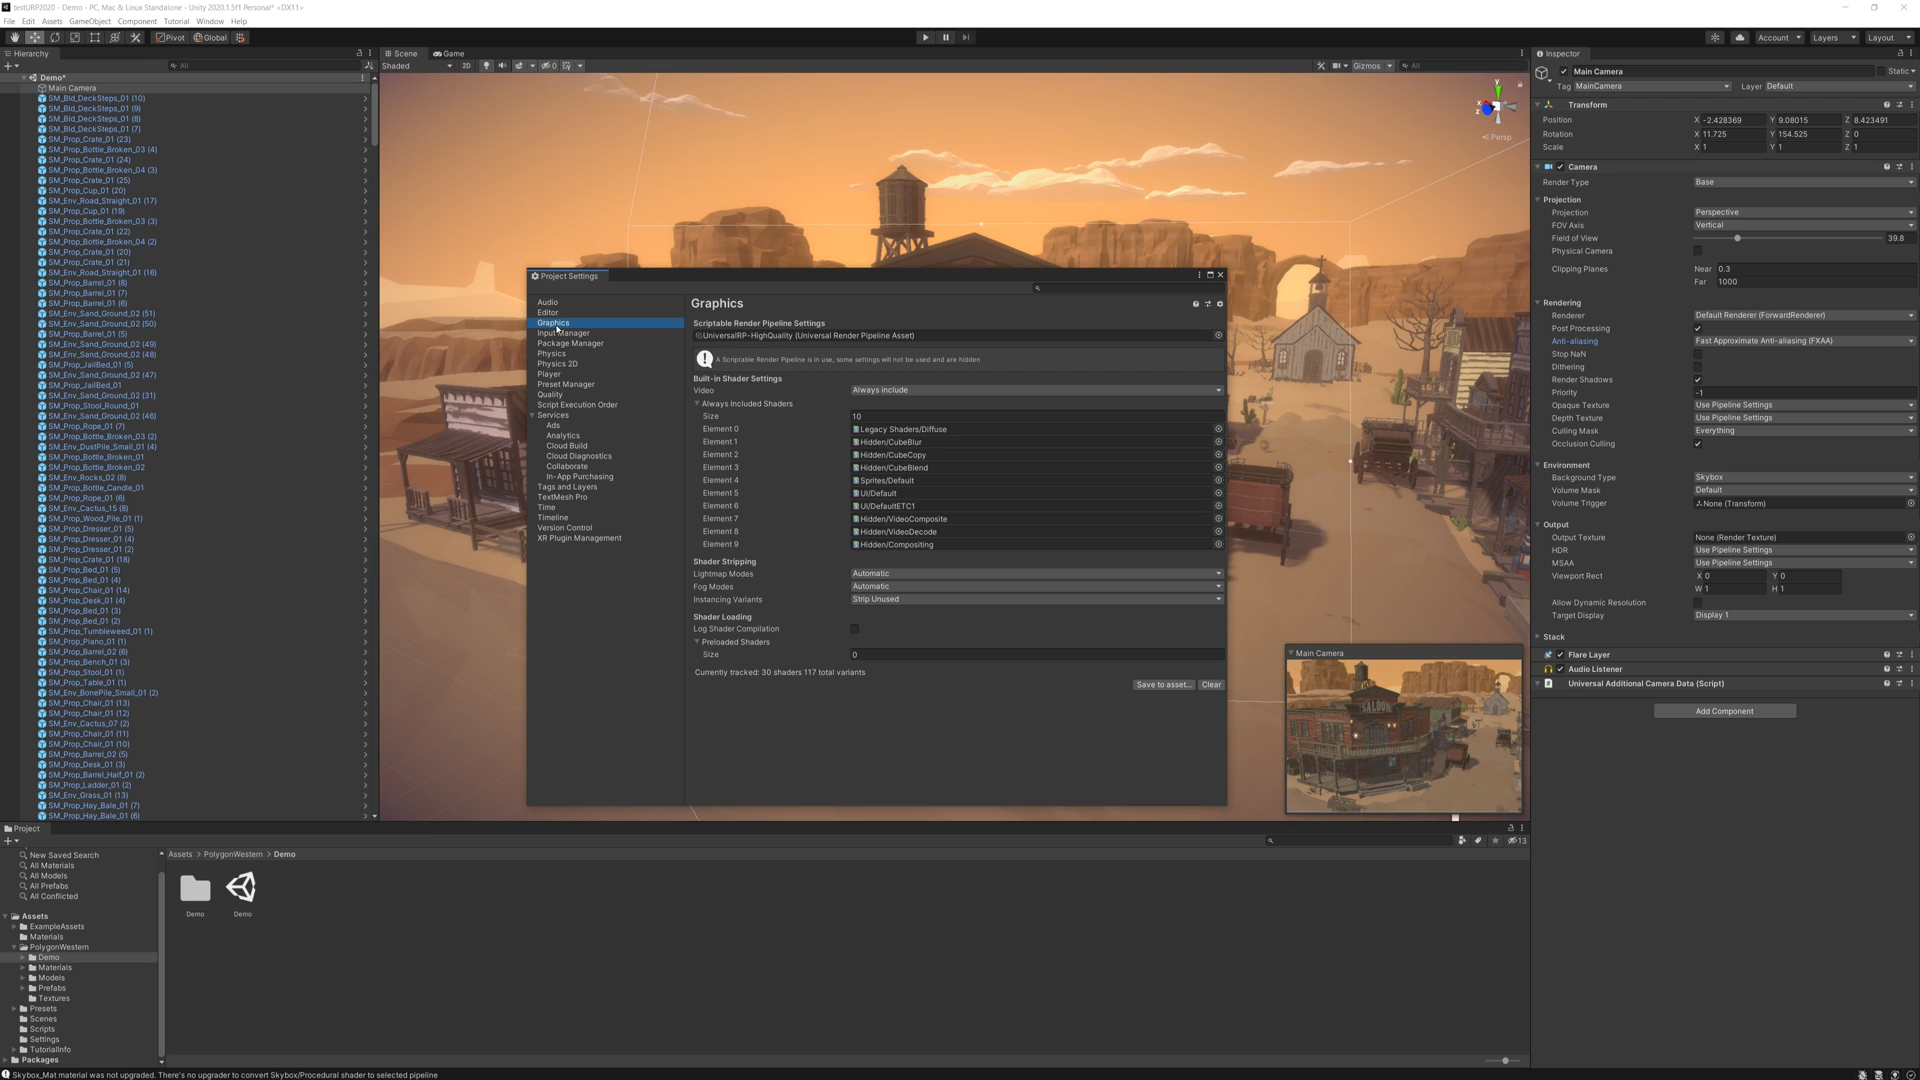 testURP2020 - Demo - PC, Mac & Linux Standalone - Unity 2020.1.5f1 Personal* <DX11>
File Edit Assets GameObject Component Tutorial Window Help
Pivot Global
Account Layers Layout
Hierarchy
All
Demo*
Main Camera
SM_Bld_DeckSteps_01 (10)
SM_Bld_DeckSteps_01 (9)
SM_Bld_DeckSteps_01 (8)
SM_Bld_DeckSteps_01 (7)
SM_Prop_Crate_01 (23)
SM_Prop_Bottle_Broken_03 (4)
SM_Prop_Crate_01 (24)
SM_Prop_Bottle_Broken_04 (3)
SM_Prop_Crate_01 (25)
SM_Prop_Cup_01 (20)
SM_Env_Road_Straight_01 (17)
SM_Prop_Cup_01 (19)
SM_Prop_Bottle_Broken_03 (3)
SM_Prop_Crate_01 (22)
SM_Prop_Bottle_Broken_04 (2)
SM_Prop_Crate_01 (20)
SM_Prop_Crate_01 (21)
SM_Env_Road_Straight_01 (16)
SM_Prop_Barrel_01 (8)
SM_Prop_Barrel_01 (7)
SM_Prop_Barrel_01 (6)
SM_Env_Sand_Ground_02 (51)
SM_Env_Sand_Ground_02 (50)
SM_Prop_Barrel_01 (5)
SM_Env_Sand_Ground_02 (49)
SM_Env_Sand_Ground_02 (48)
SM_Prop_JailBed_01 (5)
SM_Env_Sand_Ground_02 (47)
SM_Prop_JailBed_01
SM_Env_Sand_Ground_02 (31)
SM_Prop_Stool_Round_01
SM_Env_Sand_Ground_02 (46)
SM_Prop_Rope_01 (7)
SM_Prop_Bottle_Broken_03 (2)
SM_Env_DustPile_Small_01 (4)
SM_Prop_Bottle_Broken_01
SM_Prop_Bottle_Broken_02
SM_Env_Rocks_02 (8)
SM_Prop_Bottle_Candle_01
SM_Prop_Rope_01 (6)
SM_Env_Cactus_15 (8)
SM_Prop_Wood_Pile_01 (1)
SM_Prop_Dresser_01 (5)
SM_Prop_Dresser_01 (4)
SM_Prop_Dresser_01 (2)
SM_Prop_Crate_01 (18)
SM_Prop_Bed_01 (5)
SM_Prop_Bed_01 (4)
SM_Prop_Chair_01 (14)
SM_Prop_Desk_01 (4)
SM_Prop_Bed_01 (3)
SM_Prop_Bed_01 (2)
SM_Prop_Tumbleweed_01 (1)
SM_Prop_Piano_01 (1)
SM_Prop_Barrel_02 (6)
SM_Prop_Bench_01 (3)
SM_Prop_Stool_01 (1)
SM_Prop_Table_01 (1)
SM_Env_BonePile_Small_01 (2)
SM_Prop_Chair_01 (13)
SM_Prop_Chair_01 (12)
SM_Env_Cactus_07 (2)
SM_Prop_Chair_01 (11)
SM_Prop_Chair_01 (10)
SM_Prop_Barrel_02 (5)
SM_Prop_Desk_01 (3)
SM_Prop_Barrel_Half_01 (2)
SM_Prop_Ladder_01 (2)
SM_Env_Grass_01 (13)
SM_Prop_Hay_Bale_01 (7)
SM_Prop_Hay_Bale_01 (6)
Scene Game
Shaded 2D 0 Gizmos All
y
x
z
Persp
Project Settings
Audio
Editor
Graphics
Input Manager
Package Manager
Physics
Physics 2D
Player
Preset Manager
Quality
Script Execution Order
Services
Ads
Analytics
Cloud Build
Cloud Diagnostics
Collaborate
In-App Purchasing
Tags and Layers
TextMesh Pro
Time
Timeline
Version Control
XR Plugin Management
Graphics
Scriptable Render Pipeline Settings
UniversalRP-HighQuality (Universal Render Pipeline Asset)
A Scriptable Render Pipeline is in use, some settings will not be used and are hidden
Built-in Shader Settings
Video Always include
Always Included Shaders
Size 10
Element 0 Legacy Shaders/Diffuse
Element 1 Hidden/CubeBlur
Element 2 Hidden/CubeCopy
Element 3 Hidden/CubeBlend
Element 4 Sprites/Default
Element 5 UI/Default
Element 6 UI/DefaultETC1
Element 7 Hidden/VideoComposite
Element 8 Hidden/VideoDecode
Element 9 Hidden/Compositing
Shader Stripping
Lightmap Modes Automatic
Fog Modes Automatic
Instancing Variants Strip Unused
Shader Loading
Log Shader Compilation
Preloaded Shaders
Size 0
Currently tracked: 30 shaders 117 total variants
Save to asset... Clear
Main Camera
SALOON
Inspector
Main Camera Static
Tag MainCamera Layer Default
Transform
Position X -2.428369 Y 9.08015 Z 8.423491
Rotation X 11.725 Y 154.525 Z 0
Scale X 1 Y 1 Z 1
Camera
Render Type Base
Projection
Projection Perspective
FOV Axis Vertical
Field of View 39.8
Physical Camera
Clipping Planes Near 0.3
Far 1000
Rendering
Renderer Default Renderer (ForwardRenderer)
Post Processing
Anti-aliasing Fast Approximate Anti-aliasing (FXAA)
Stop NaN
Dithering
Render Shadows
Priority -1
Opaque Texture Use Pipeline Settings
Depth Texture Use Pipeline Settings
Culling Mask Everything
Occlusion Culling
Environment
Background Type Skybox
Volume Mask Default
Volume Trigger None (Transform)
Output
Output Texture None (Render Texture)
HDR Use Pipeline Settings
MSAA Use Pipeline Settings
Viewport Rect X 0 Y 0
W 1 H 1
Allow Dynamic Resolution
Target Display Display 1
Stack
Flare Layer
Audio Listener
Universal Additional Camera Data (Script)
Add Component
Project
13
New Saved Search
All Materials
All Models
All Prefabs
All Conflicted
Assets
ExampleAssets
Materials
PolygonWestern
Demo
Materials
Models
Prefabs
Textures
Presets
Scenes
Scripts
Settings
TutorialInfo
Packages
Assets > PolygonWestern > Demo
Demo Demo
Skybox_Mat material was not upgraded. There's no upgrader to convert Skybox/Procedural shader to selected pipeline